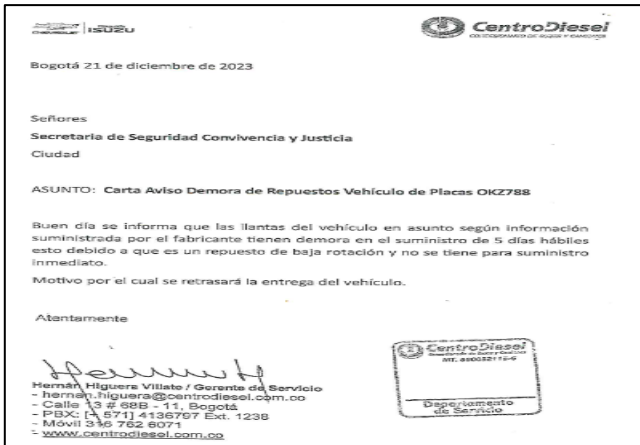 CHEVROLET ISUZU
CentroDiesel
Bogotá 21 de diciembre de 2023
Señores
Secretaria de Seguridad Convivencia y Justicia
Ciudad
ASUNTO: Carta Aviso Demora de Repuestos Vehículo de Placas OKZ788
Buen día se informa que las llantas del vehículo en asunto según información
suministrada por el fabricante tienen demora en el suministro de 5 días hábiles
esto debido a que es un repuesto de baja rotación y no se tiene para suministro
inmediato.
Motivo por el cual se retrasará la entrega del vehículo.
Atentamente
Hernán Higuera Villate / Gerente de Servicio
- hernan.higuera@centrodiesel.com.co
- Calle 13 # 68B - 11, Bogotá
- PBX: [+ 571] 4136797 Ext. 1238
- Móvil 316 762 6071
- www.centrodiesel.com.co
CentroDiesel
Departamento
de Servicio